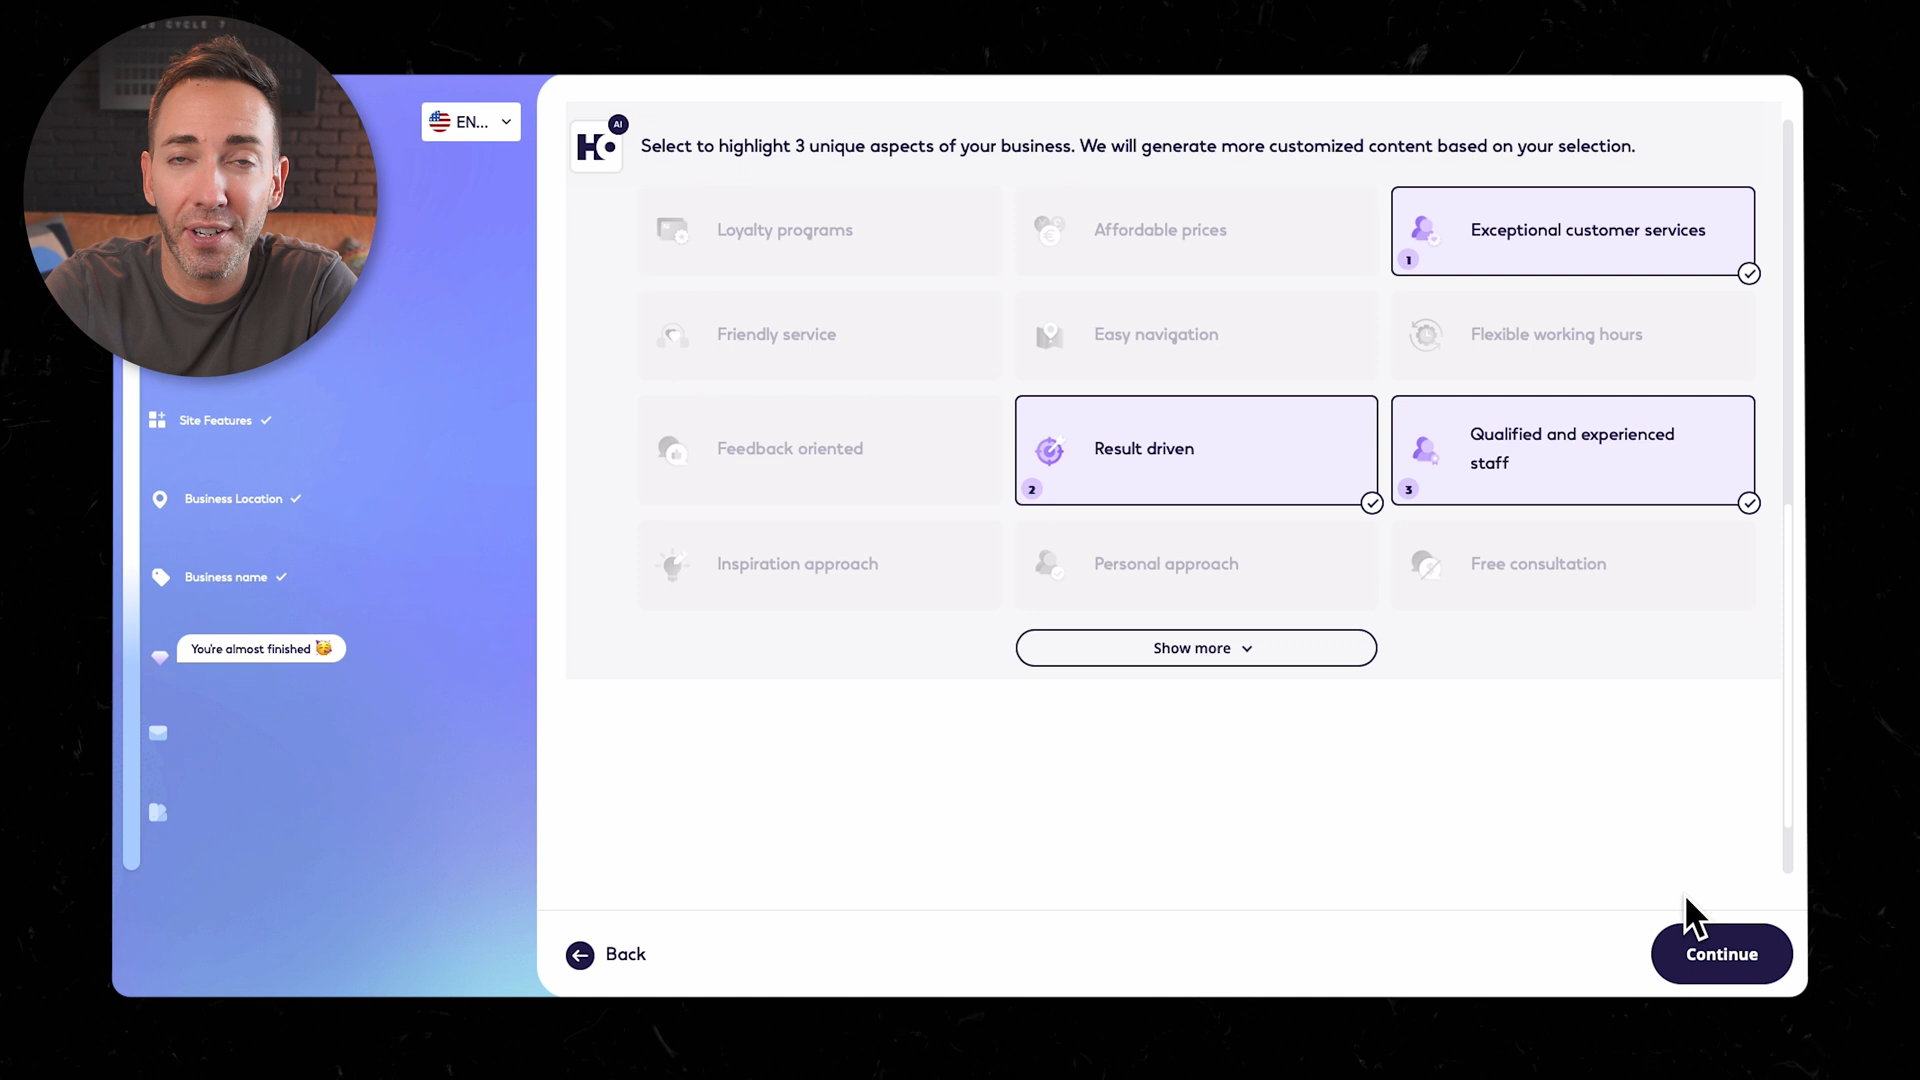 EN...
AI
HO
Select to highlight 3 unique aspects of your business. We will generate more customized content based on your selection.
Loyalty programs
Affordable prices
Exceptional customer services
1
Friendly service
Easy navigation
Flexible working hours
Feedback oriented
Result driven
2
Qualified and experienced
staff
3
Inspiration approach
Personal approach
Free consultation
Show more
Site Features
Business Location
Business name
You're almost finished 🥳
Back
Continue